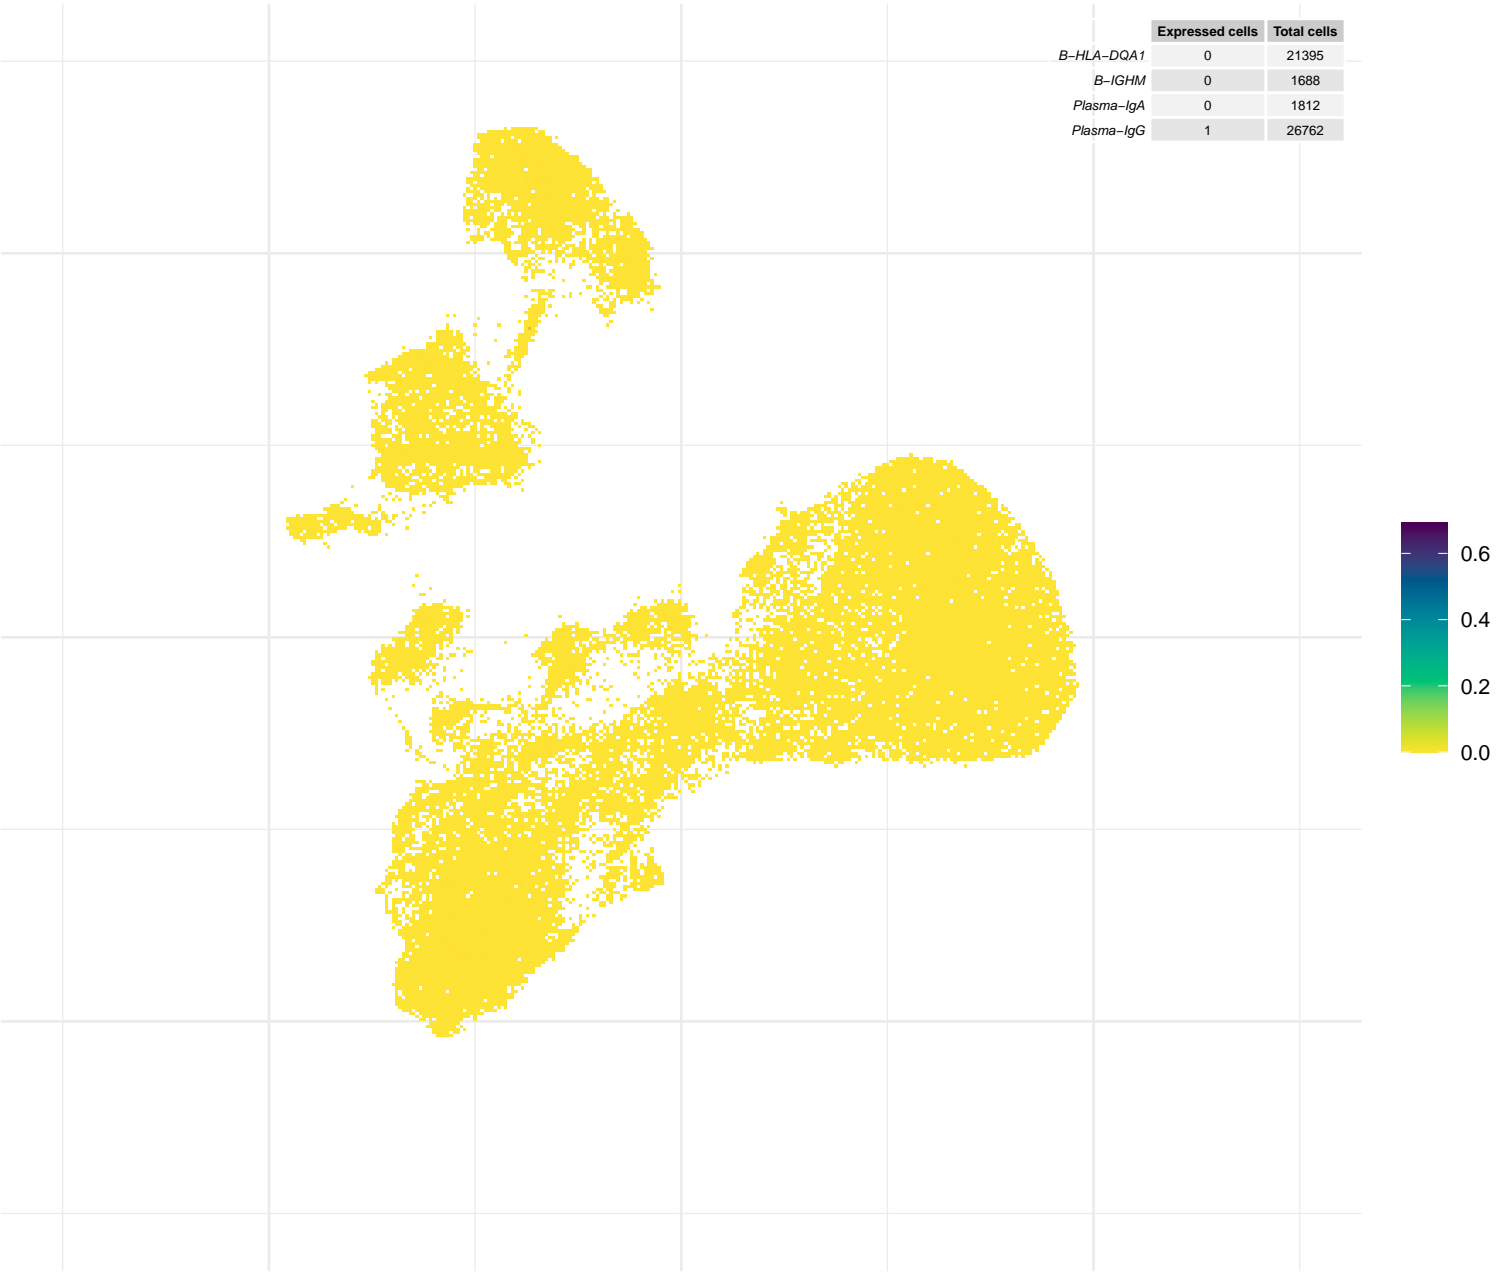 Expressed cells Total cells
B−HLA−DQA1 0 21395
B−IGHM 0 1688
Plasma−IgA 0 1812
Plasma−IgG 1 26762
0.6
0.4
0.2
0.0